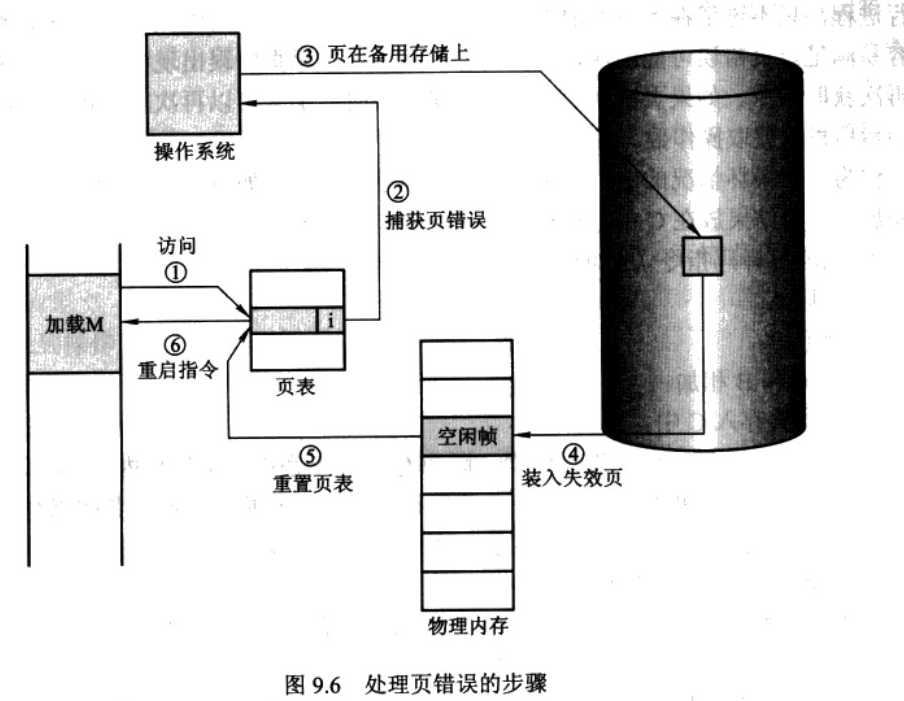 ③ 页在备用存储上
操作系统
②
捕获页错误
访问
①
加载M
i
⑥
重启指令
页表
空闲帧
④
装入失效页
⑤
重置页表
物理内存
图 9.6 处理页错误的步骤